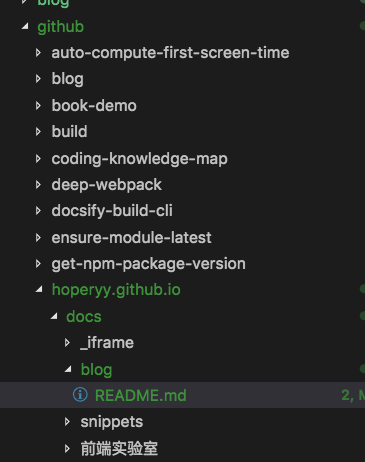 blog
github
auto-compute-first-screen-time
blog
book-demo
build
coding-knowledge-map
deep-webpack
docsify-build-cli
ensure-module-latest
get-npm-package-version
hoperyy.github.io
docs
_iframe
blog
README.md 2, M
snippets
前端实验室